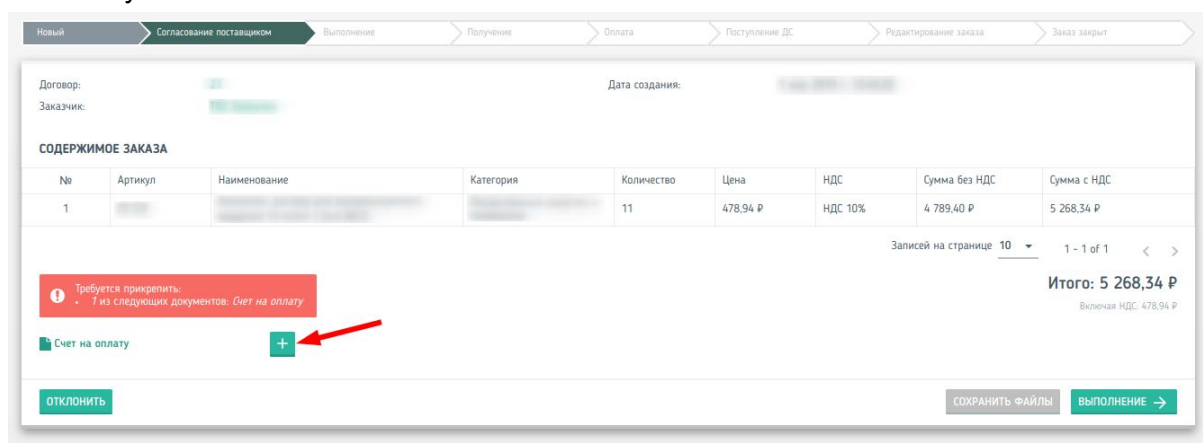 Новый Согласование поставщиком Выполнение Получение Оплата Поступление ДС Редактирование заказа Заказ закрыт
Договор: Дата создания:
Заказчик:
СОДЕРЖИМОЕ ЗАКАЗА
№ Артикул Наименование Категория Количество Цена НДС Сумма без НДС Сумма с НДС
1 11 478,94 ₽ НДС 10% 4 789,40 ₽ 5 268,34 ₽
Записей на странице 10 1 - 1 of 1
Требуется прикрепить: Итого: 5 268,34 ₽
1 из следующих документов: Счет на оплату
Включая НДС: 478,94 ₽
Счет на оплату
ОТКЛОНИТЬ СОХРАНИТЬ ФАЙЛЫ ВЫПОЛНЕНИЕ